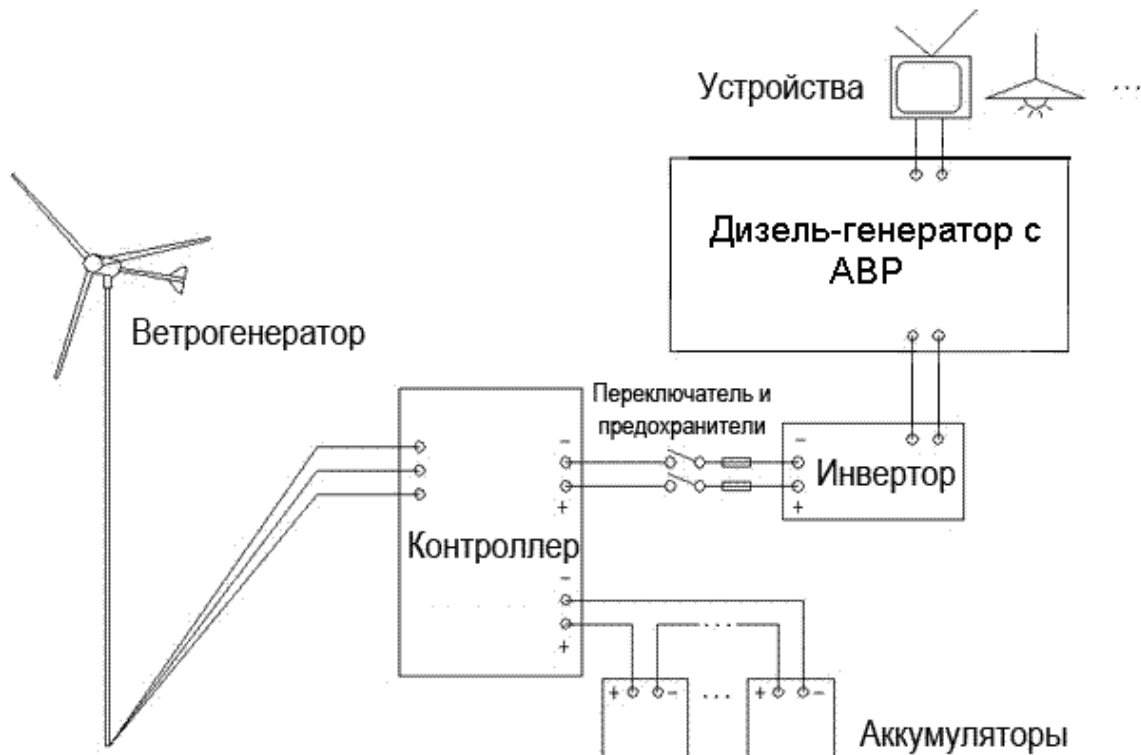 Устройства
...
Дизель-генератор с
АВР
Ветрогенератор
Переключатель и
предохранители
−
−
+
+
Инвертор
Контроллер
−
+
...
+ − ... + −
Аккумуляторы